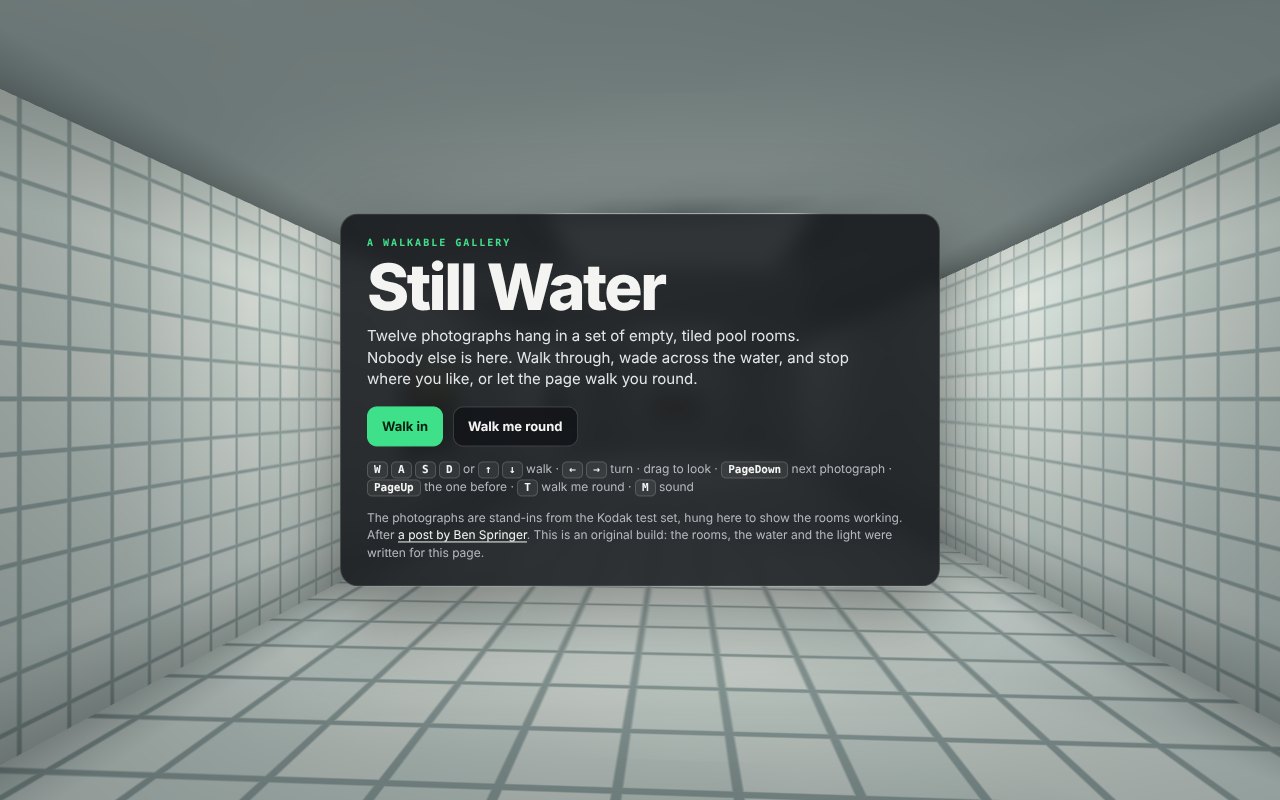 A WALKABLE GALLERY
Still Water
Twelve photographs hang in a set of empty, tiled pool rooms.
Nobody else is here. Walk through, wade across the water, and stop
where you like, or let the page walk you round.
Walk in
Walk me round
W A S D or ↑ ↓ walk · ← → turn · drag to look · PageDown next photograph ·
PageUp the one before · T walk me round · M sound
The photographs are stand-ins from the Kodak test set, hung here to show the rooms working.
After a post by Ben Springer. This is an original build: the rooms, the water and the light were
written for this page.